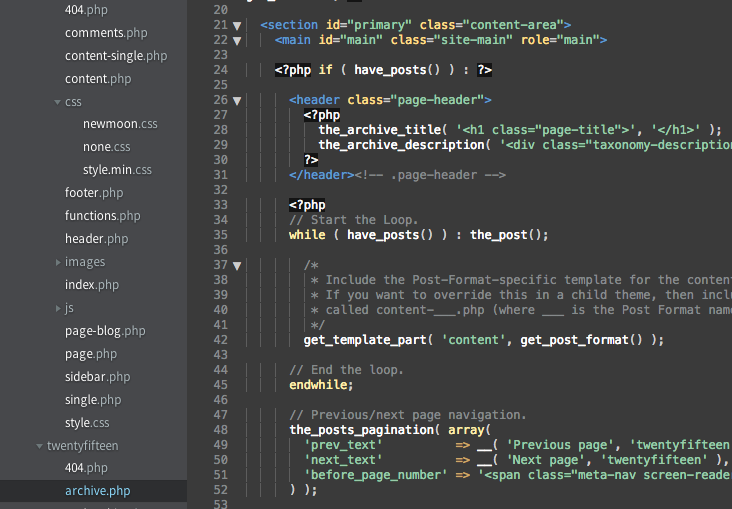 404.php
comments.php
content-single.php
content.php
css
newmoon.css
none.css
style.min.css
footer.php
functions.php
header.php
images
index.php
js
page-blog.php
page.php
sidebar.php
single.php
style.css
twentyfifteen
404.php
archive.php
20
21 <section id="primary" class="content-area">
22 <main id="main" class="site-main" role="main">
23
24 <?php if ( have_posts() ) : ?>
25
26 <header class="page-header">
27 <?php
28 the_archive_title( '<h1 class="page-title">', '</h1>' );
29 the_archive_description( '<div class="taxonomy-description
30 ?>
31 </header><!-- .page-header -->
32
33 <?php
34 // Start the Loop.
35 while ( have_posts() ) : the_post();
36
37 /*
38 * Include the Post-Format-specific template for the content
39 * If you want to override this in a child theme, then incl
40 * called content-___.php (where ___ is the Post Format name
41 */
42 get_template_part( 'content', get_post_format() );
43
44 // End the loop.
45 endwhile;
46
47 // Previous/next page navigation.
48 the_posts_pagination( array(
49 'prev_text' => __( 'Previous page', 'twentyfifteen
50 'next_text' => __( 'Next page', 'twentyfifteen' ),
51 'before_page_number' => '<span class="meta-nav screen-reade
52 ) );
53